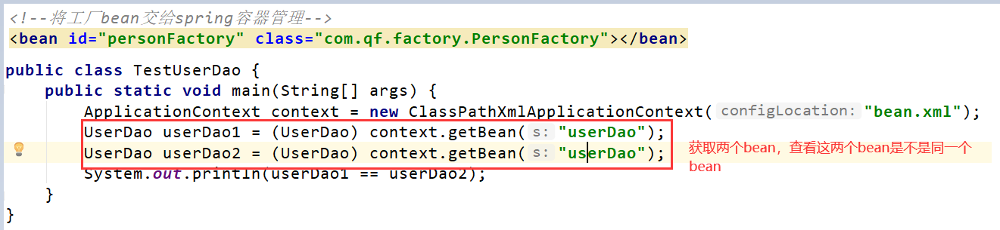 <!--将工厂bean交给spring容器管理-->
<bean id="personFactory" class="com.qf.factory.PersonFactory"></bean>
public class TestUserDao {
public static void main(String[] args) {
ApplicationContext context = new ClassPathXmlApplicationContext( configLocation: "bean.xml");
UserDao userDao1 = (UserDao) context.getBean( s: "userDao");
UserDao userDao2 = (UserDao) context.getBean( s: "userDao");
获取两个bean，查看这两个bean是不是同一个
bean
System.out.println(userDao1 == userDao2);
}
}